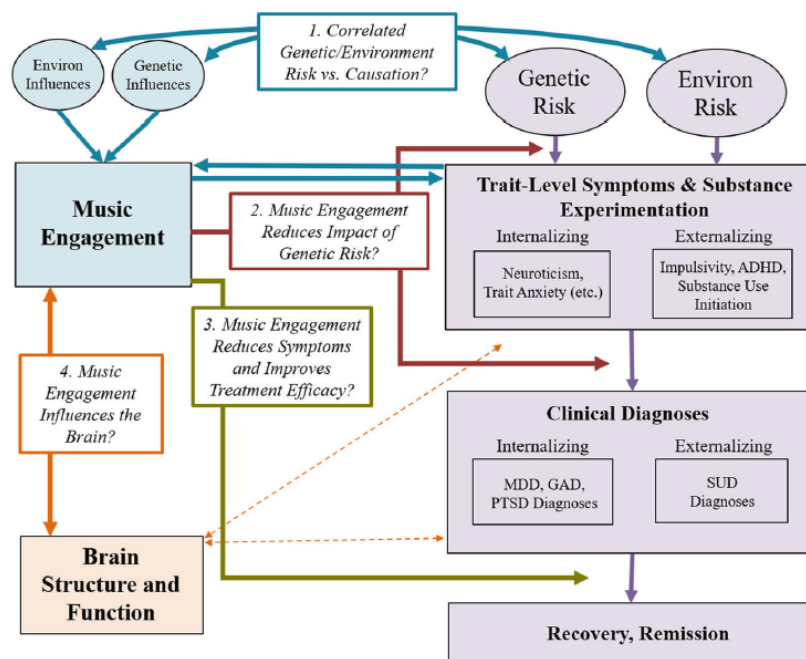 1. Correlated
Genetic/Environment
Risk vs. Causation?
Environ
Influences
Genetic
Influences
Genetic
Risk
Environ
Risk
Music
Engagement
2. Music Engagement
Reduces Impact of
Genetic Risk?
Trait-Level Symptoms & Substance
Experimentation
Internalizing
Externalizing
Neuroticism,
Trait Anxiety (etc.)
Impulsivity, ADHD,
Substance Use
Initiation
3. Music Engagement
Reduces Symptoms
and Improves
Treatment Efficacy?
4. Music
Engagement
Influences the
Brain?
Clinical Diagnoses
Internalizing
Externalizing
MDD, GAD,
PTSD Diagnoses
SUD
Diagnoses
Brain
Structure and
Function
Recovery, Remission